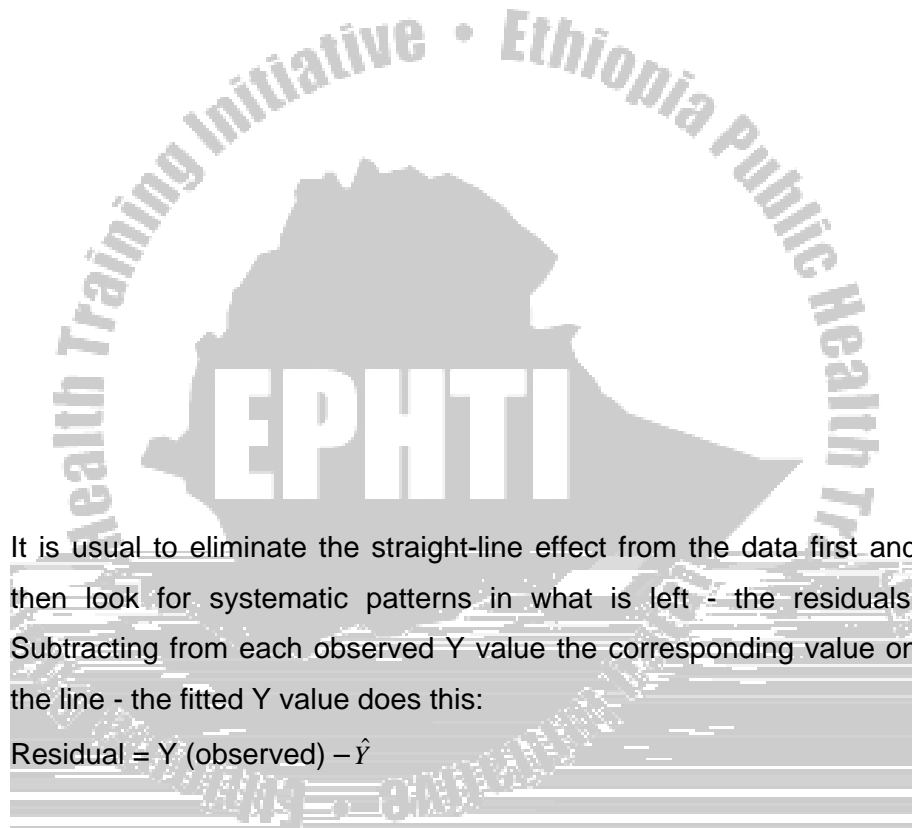 Health Training Initiative • Ethiopia Public Health Tr
EPHTI
It is usual to eliminate the straight-line effect from the data first and
then look for systematic patterns in what is left - the residuals
Subtracting from each observed Y value the corresponding value on
the line - the fitted Y value does this:
Residual = Y (observed) – Ŷ